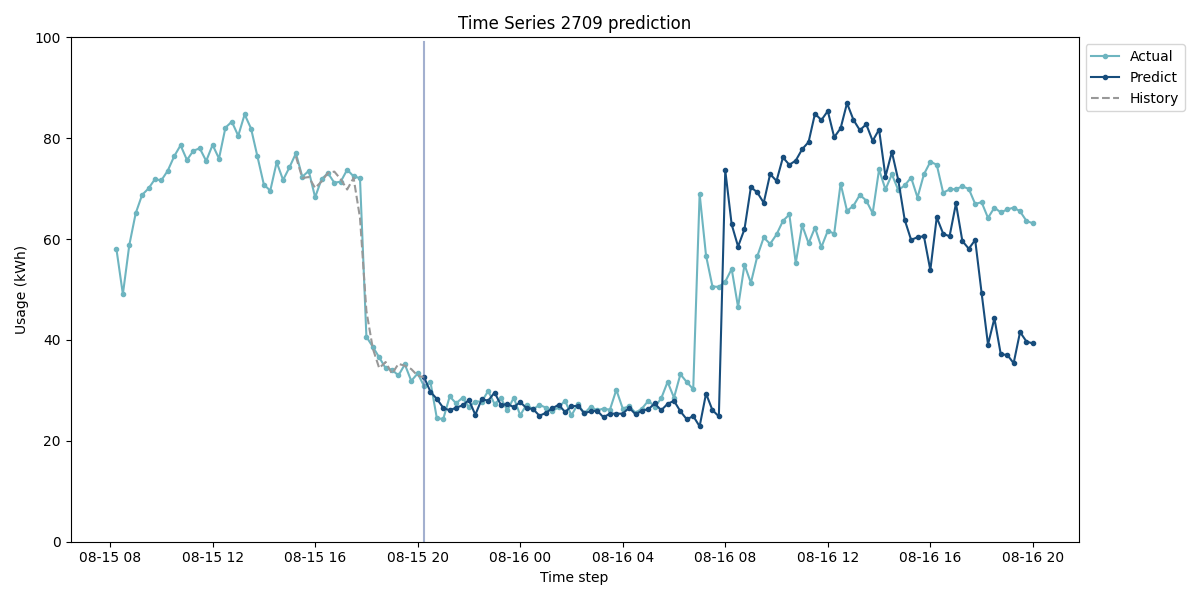 Time Series 2709 prediction
100
80
60
40
20
0
Usage (kWh)
08-15 08
08-15 12
08-15 16
08-15 20
08-16 00
08-16 04
08-16 08
08-16 12
08-16 16
08-16 20
Time step
Actual
Predict
History